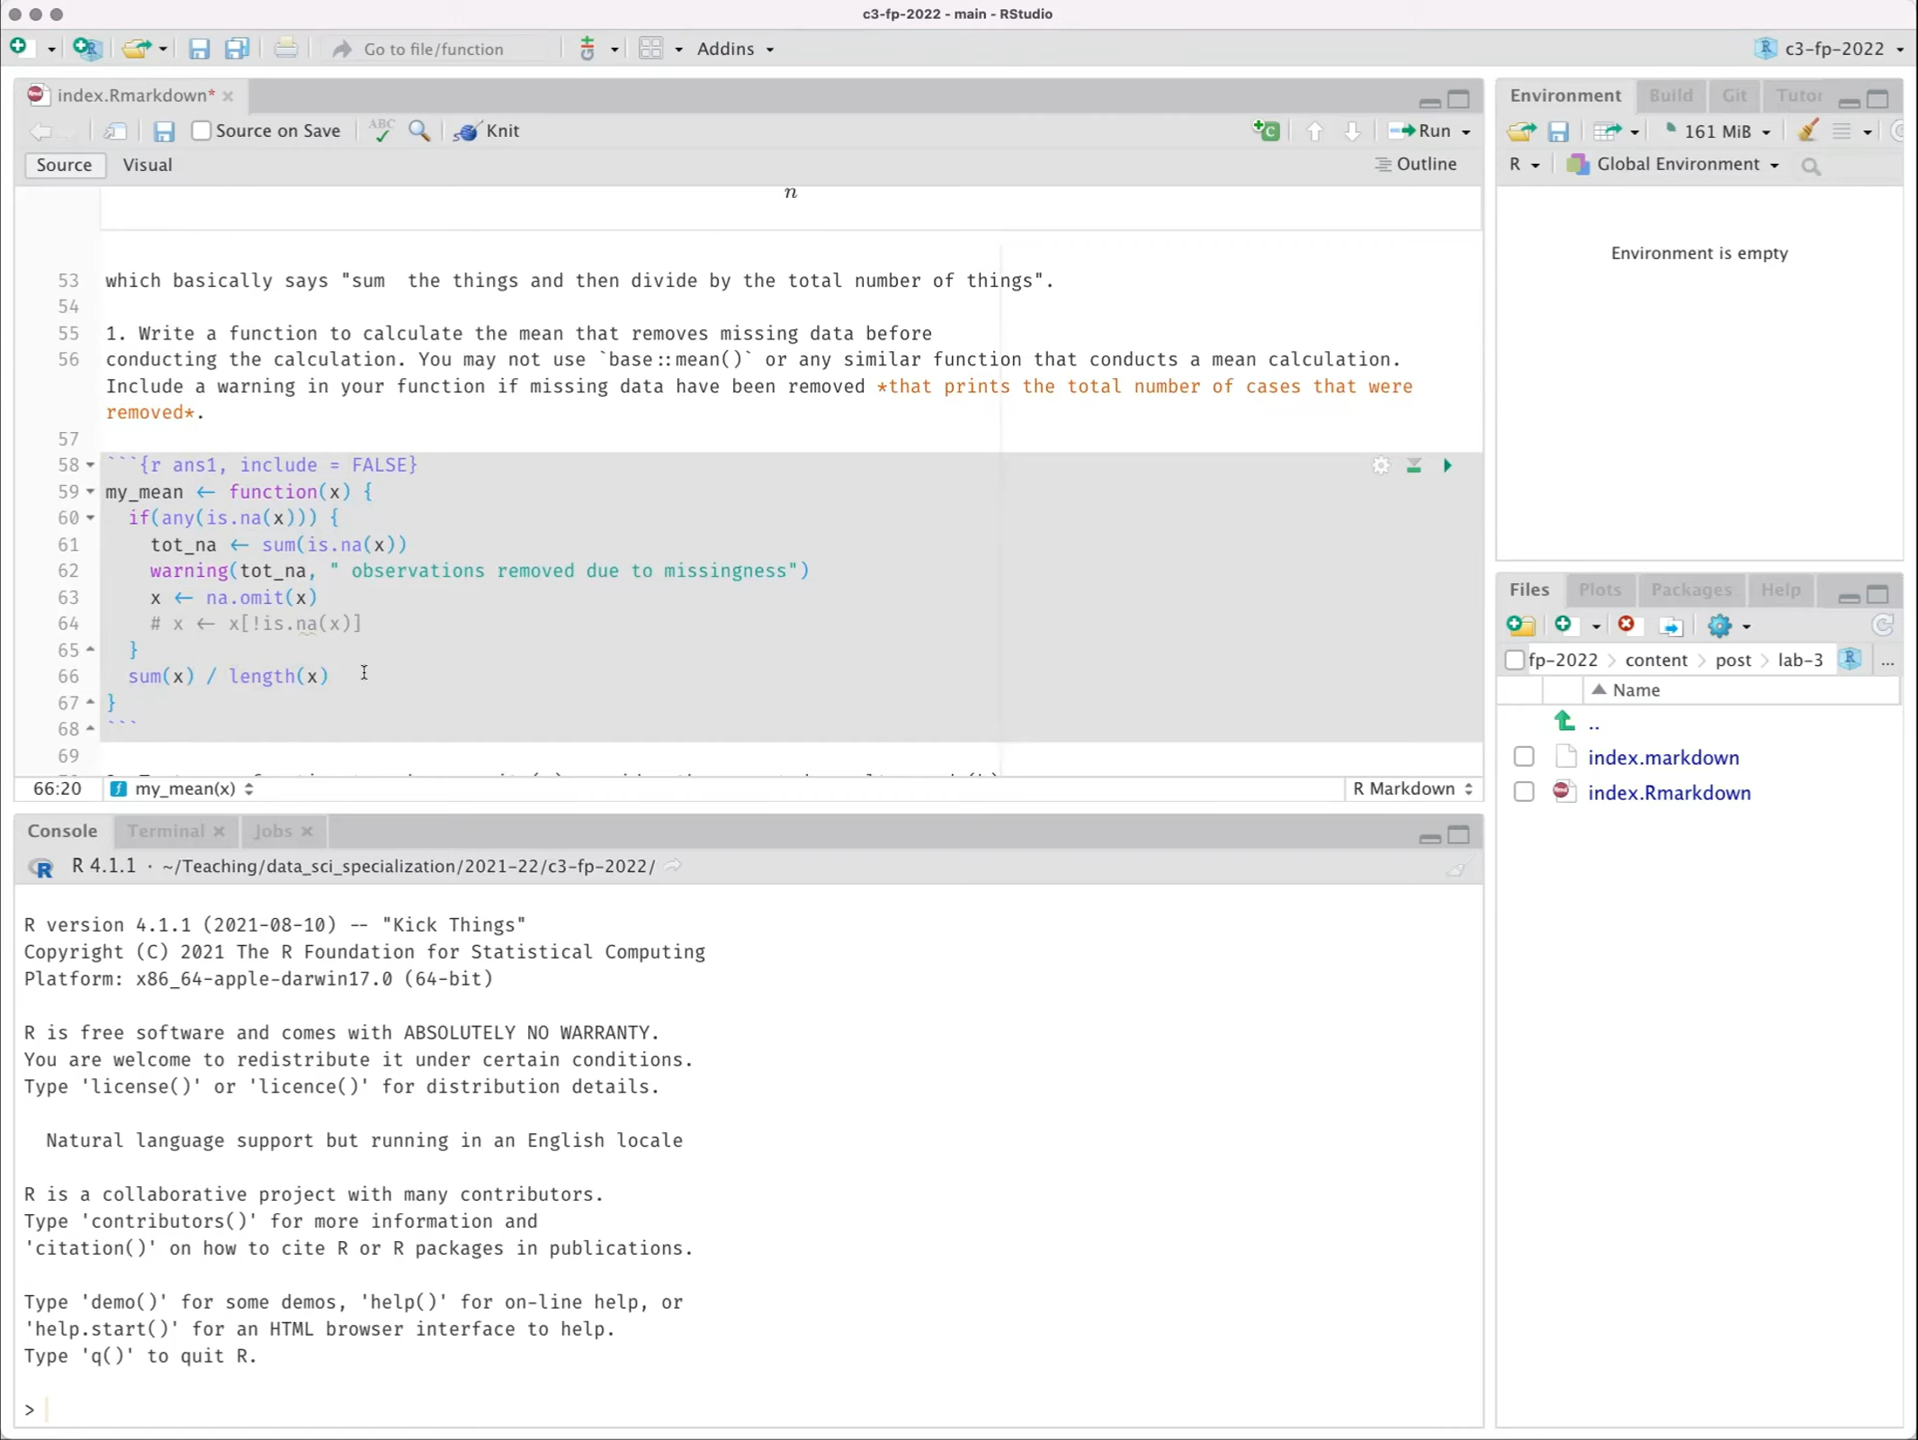 c3-fp-2022 - main - RStudio
Go to file/function
Addins
c3-fp-2022
index.Rmarkdown*
Source on Save
ABC
Knit
Run
Source
Visual
Outline
n
53 which basically says "sum  the things and then divide by the total number of things".
54
55 1. Write a function to calculate the mean that removes missing data before
56 conducting the calculation. You may not use `base::mean()` or any similar function that conducts a mean calculation.
Include a warning in your function if missing data have been removed *that prints the total number of cases that were
removed*.
57
58 ```{r ans1, include = FALSE}
59 my_mean <- function(x) {
60   if(any(is.na(x))) {
61     tot_na <- sum(is.na(x))
62     warning(tot_na, " observations removed due to missingness")
63     x <- na.omit(x)
64     # x <- x[!is.na(x)]
65   }
66   sum(x) / length(x)
67 }
68 ```
69
66:20
my_mean(x)
R Markdown
Console
Terminal
Jobs
R 4.1.1 · ~/Teaching/data_sci_specialization/2021-22/c3-fp-2022/
R version 4.1.1 (2021-08-10) -- "Kick Things"
Copyright (C) 2021 The R Foundation for Statistical Computing
Platform: x86_64-apple-darwin17.0 (64-bit)
R is free software and comes with ABSOLUTELY NO WARRANTY.
You are welcome to redistribute it under certain conditions.
Type 'license()' or 'licence()' for distribution details.
Natural language support but running in an English locale
R is a collaborative project with many contributors.
Type 'contributors()' for more information and
'citation()' on how to cite R or R packages in publications.
Type 'demo()' for some demos, 'help()' for on-line help, or
'help.start()' for an HTML browser interface to help.
Type 'q()' to quit R.
>
Environment
Build
Git
Tutor
161 MiB
R
Global Environment
Environment is empty
Files
Plots
Packages
Help
fp-2022
content
post
lab-3
...
Name
..
index.markdown
index.Rmarkdown